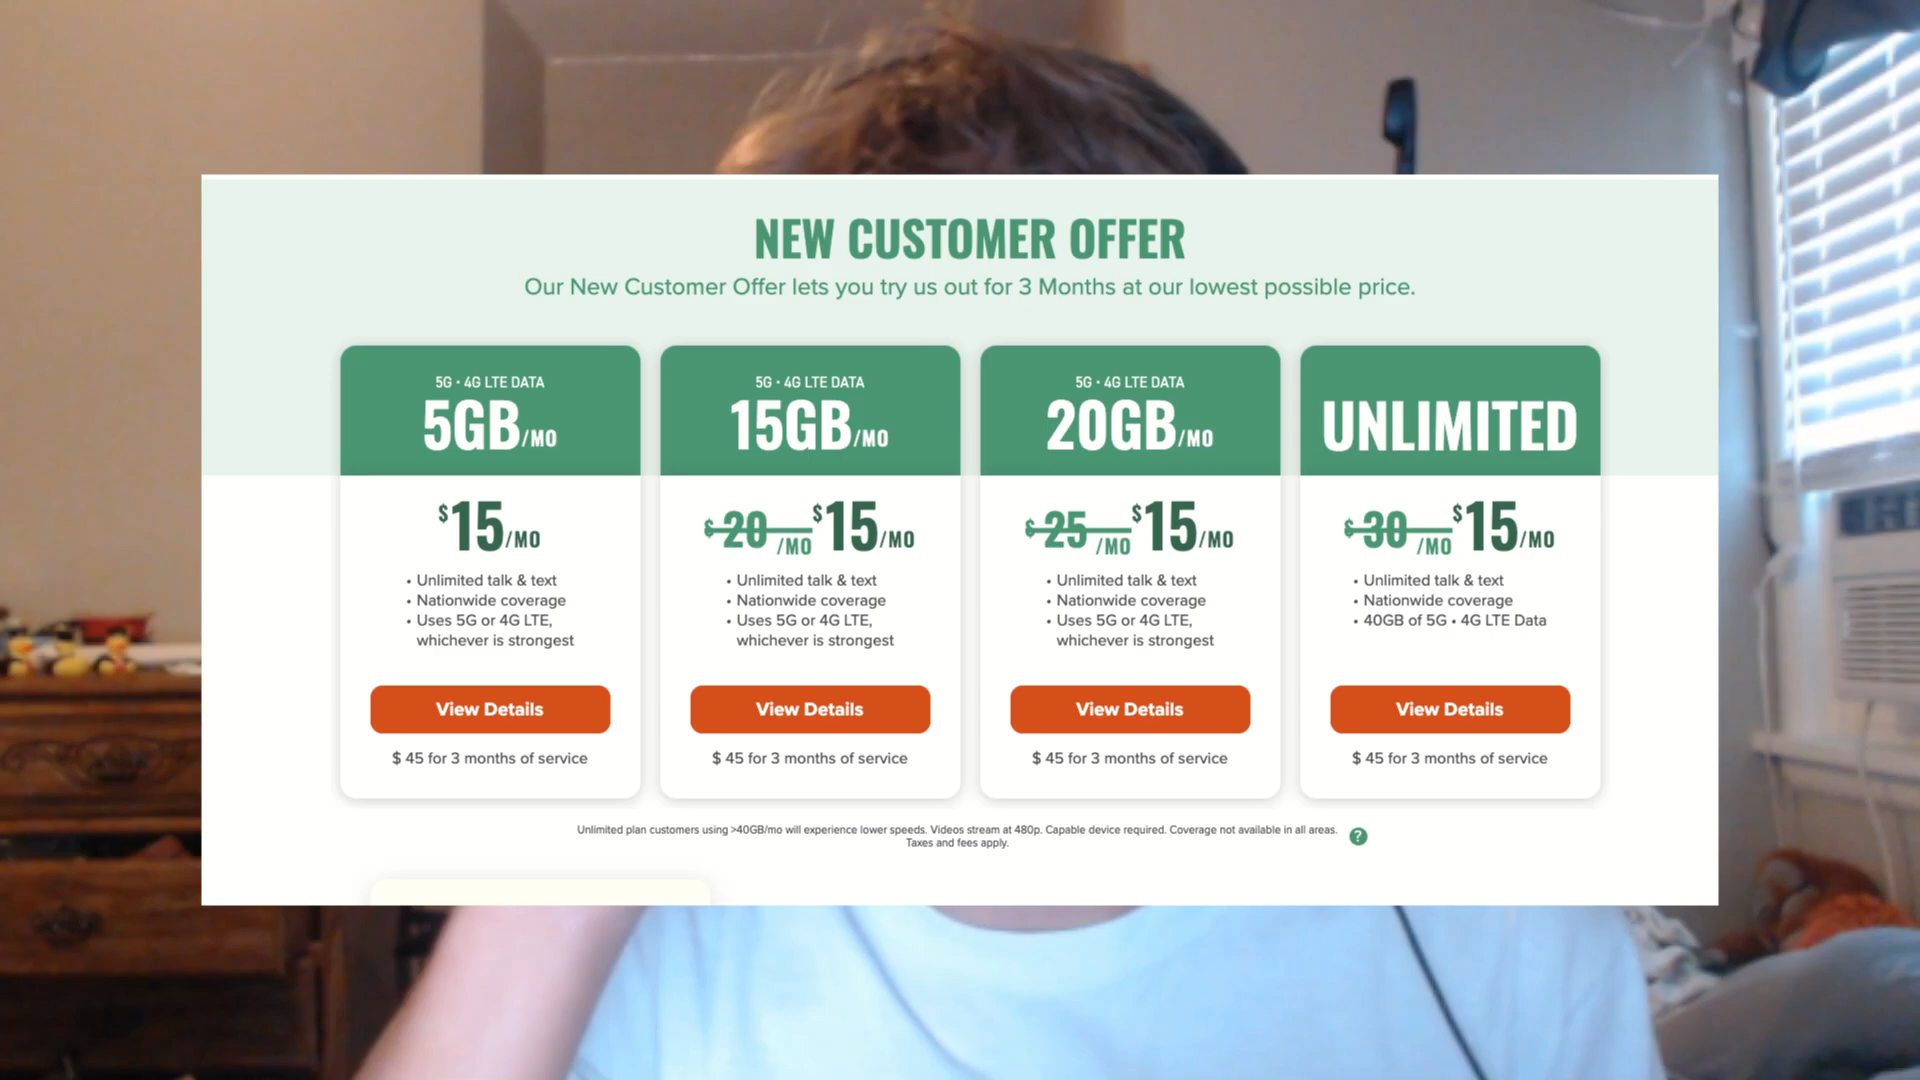 NEW CUSTOMER OFFER
Our New Customer Offer lets you try us out for 3 Months at our lowest possible price.
5G • 4G LTE DATA
5GB/MO
$15/MO
• Unlimited talk & text
• Nationwide coverage
• Uses 5G or 4G LTE,
whichever is strongest
View Details
$ 45 for 3 months of service
5G • 4G LTE DATA
15GB/MO
$20/MO $15/MO
• Unlimited talk & text
• Nationwide coverage
• Uses 5G or 4G LTE,
whichever is strongest
View Details
$ 45 for 3 months of service
5G • 4G LTE DATA
20GB/MO
$25/MO $15/MO
• Unlimited talk & text
• Nationwide coverage
• Uses 5G or 4G LTE,
whichever is strongest
View Details
$ 45 for 3 months of service
UNLIMITED
$30/MO $15/MO
• Unlimited talk & text
• Nationwide coverage
• 40GB of 5G • 4G LTE Data
View Details
$ 45 for 3 months of service
Unlimited plan customers using >40GB/mo will experience lower speeds. Videos stream at 480p. Capable device required. Coverage not available in all areas.
Taxes and fees apply.
?